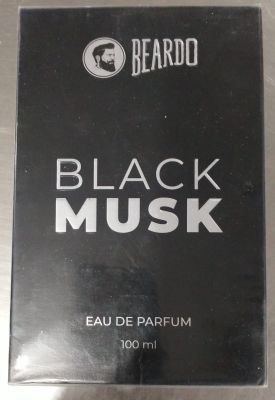 BEARDO
BLACK
MUSK
EAU DE PARFUM
100 ml